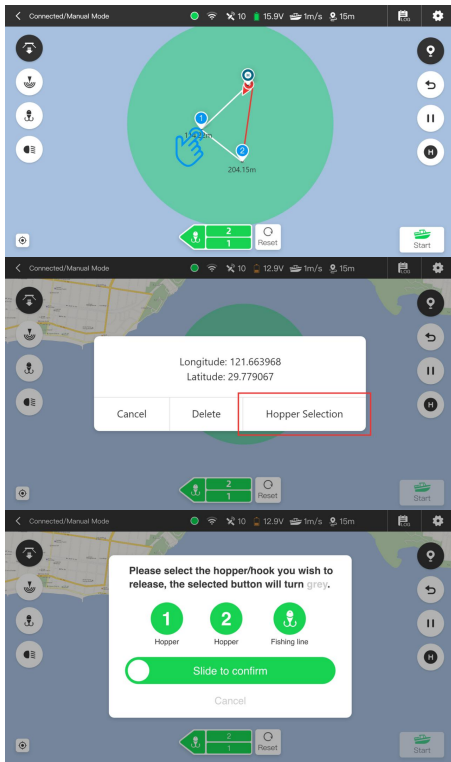 Connected/Manual Mode
10
15.9V
1m/s
15m
LOG
1
2
204.15m
H
2
1
Reset
Start
Connected/Manual Mode
10
12.9V
1m/s
15m
LOG
Longitude: 121.663968
Latitude: 29.779067
Cancel
Delete
Hopper Selection
H
2
1
Reset
Start
Connected/Manual Mode
10
12.9V
1m/s
15m
LOG
Please select the hopper/hook you wish to
release, the selected button will turn grey.
1
2
Hopper
Hopper
Fishing line
Slide to confirm
Cancel
H
2
1
Reset
Start